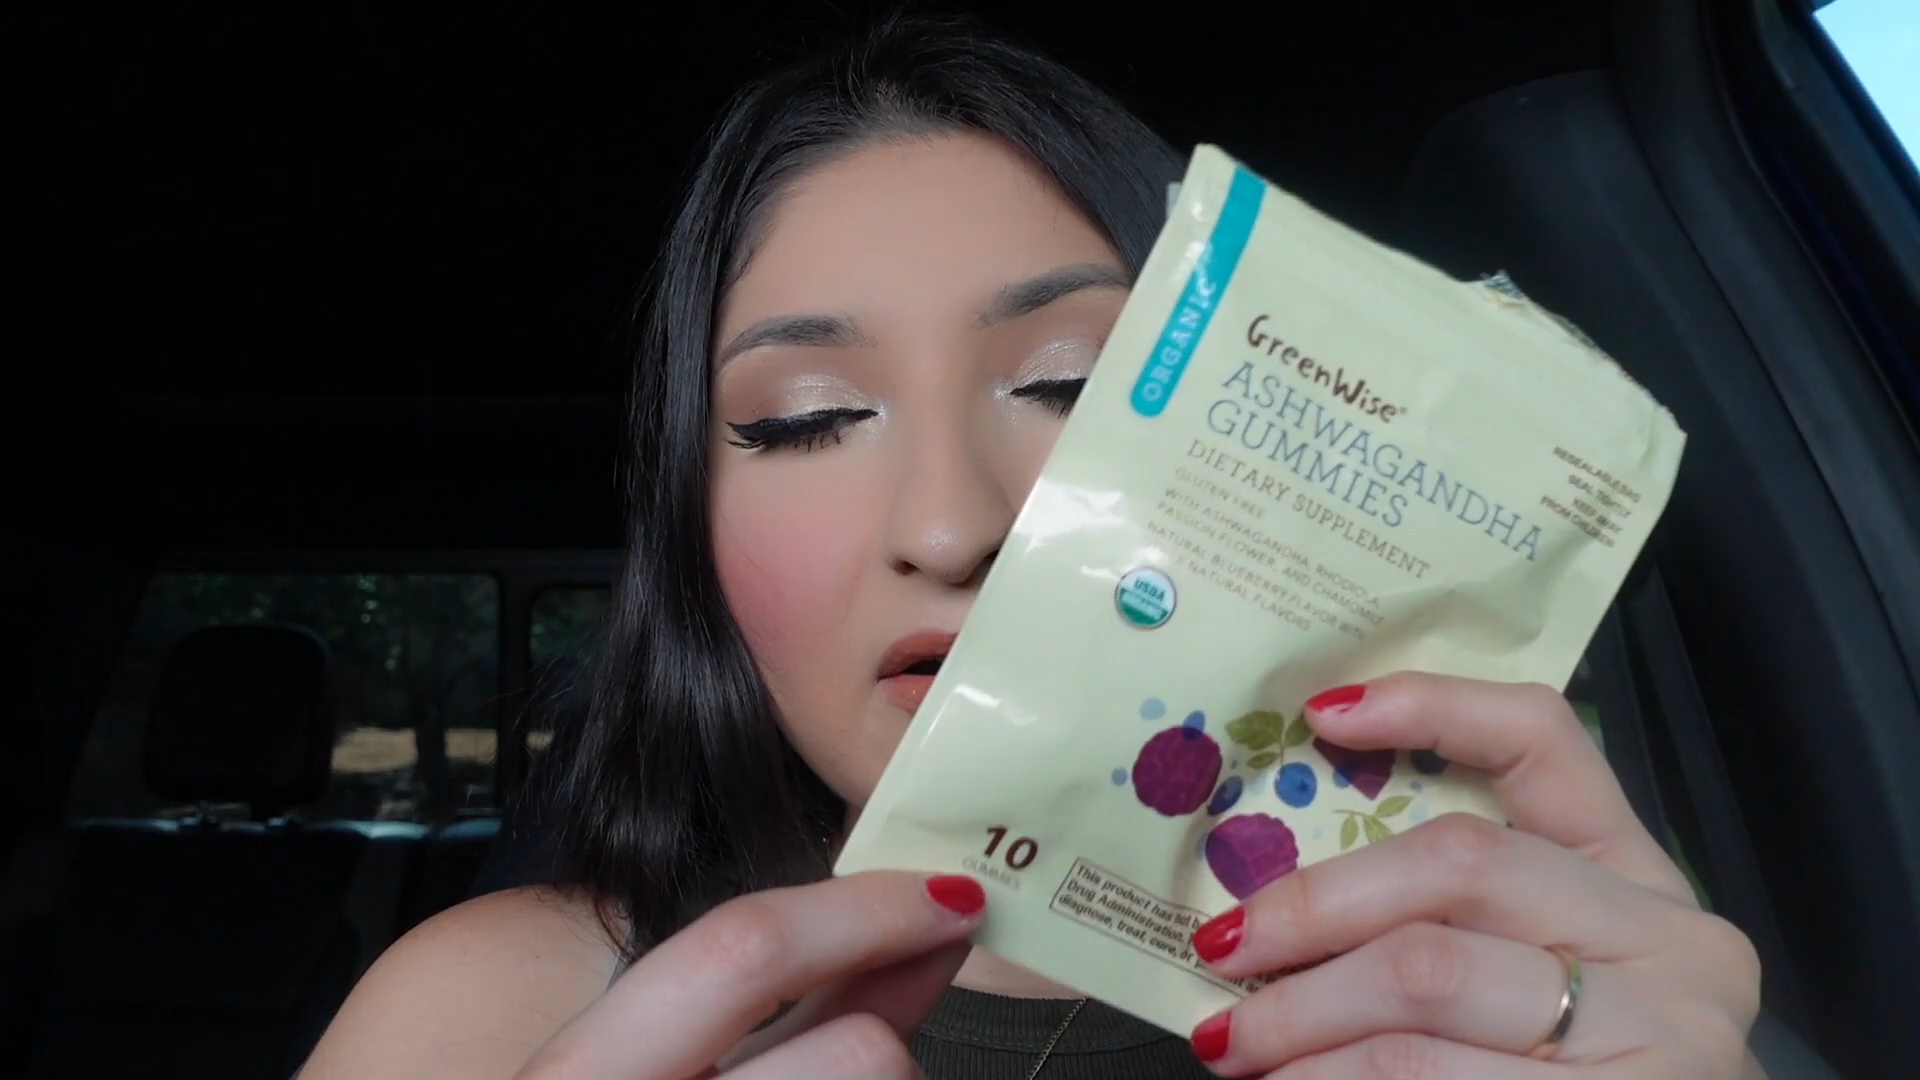 ORGANIC
GreenWise
ASHWAGANDHA
GUMMIES
DIETARY SUPPLEMENT
GLUTEN FREE
WITH ASHWAGANDHA, RHODIOLA,
PASSION FLOWER, AND CHAMOMILE
NATURAL BLUEBERRY FLAVOR WITH
NATURAL FLAVORS
RESEALABLE BAG
SEAL TIGHTLY
KEEP AWAY
FROM CHILDREN
USDA
ORGANIC
10
GUMMIES
This product has not
Drug Administration.
diagnose, treat, cure, or